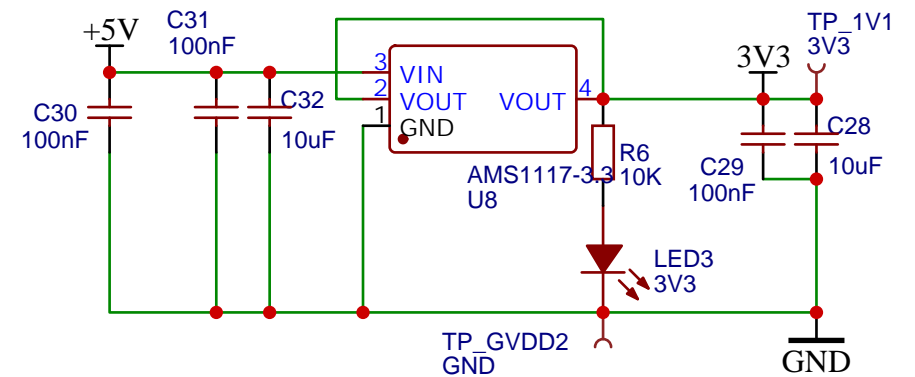 C31
100nF
+5V
TP_1V1
3V3
3V3
3
VIN
2
VOUT
VOUT
4
1
GND
C30
100nF
C32
10uF
AMS1117-3.3
U8
R6
10K
C29
100nF
C28
10uF
LED3
3V3
TP_GVDD2
GND
GND